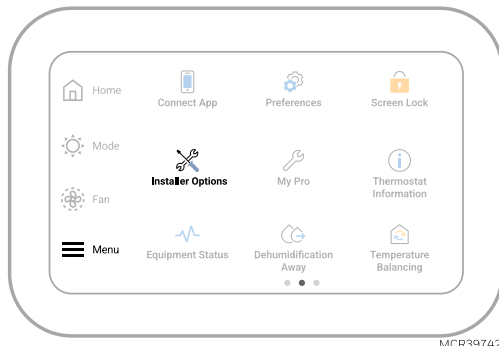 Home
Connect App
Preferences
Screen Lock
Mode
Installer Options
My Pro
Thermostat
Information
Fan
Menu
Equipment Status
Dehumidification
Away
Temperature
Balancing
MCR39742